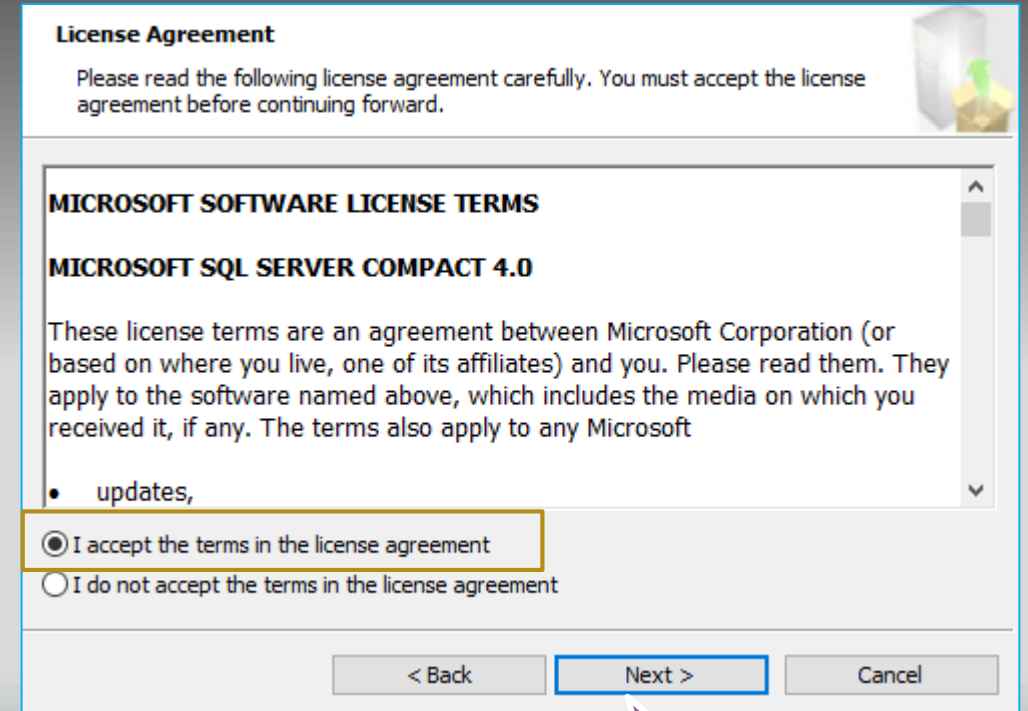 License Agreement
Please read the following license agreement carefully. You must accept the license
agreement before continuing forward.
MICROSOFT SOFTWARE LICENSE TERMS
MICROSOFT SQL SERVER COMPACT 4.0
These license terms are an agreement between Microsoft Corporation (or
based on where you live, one of its affiliates) and you. Please read them. They
apply to the software named above, which includes the media on which you
received it, if any. The terms also apply to any Microsoft
• updates,
I accept the terms in the license agreement
I do not accept the terms in the license agreement
< Back Next > Cancel